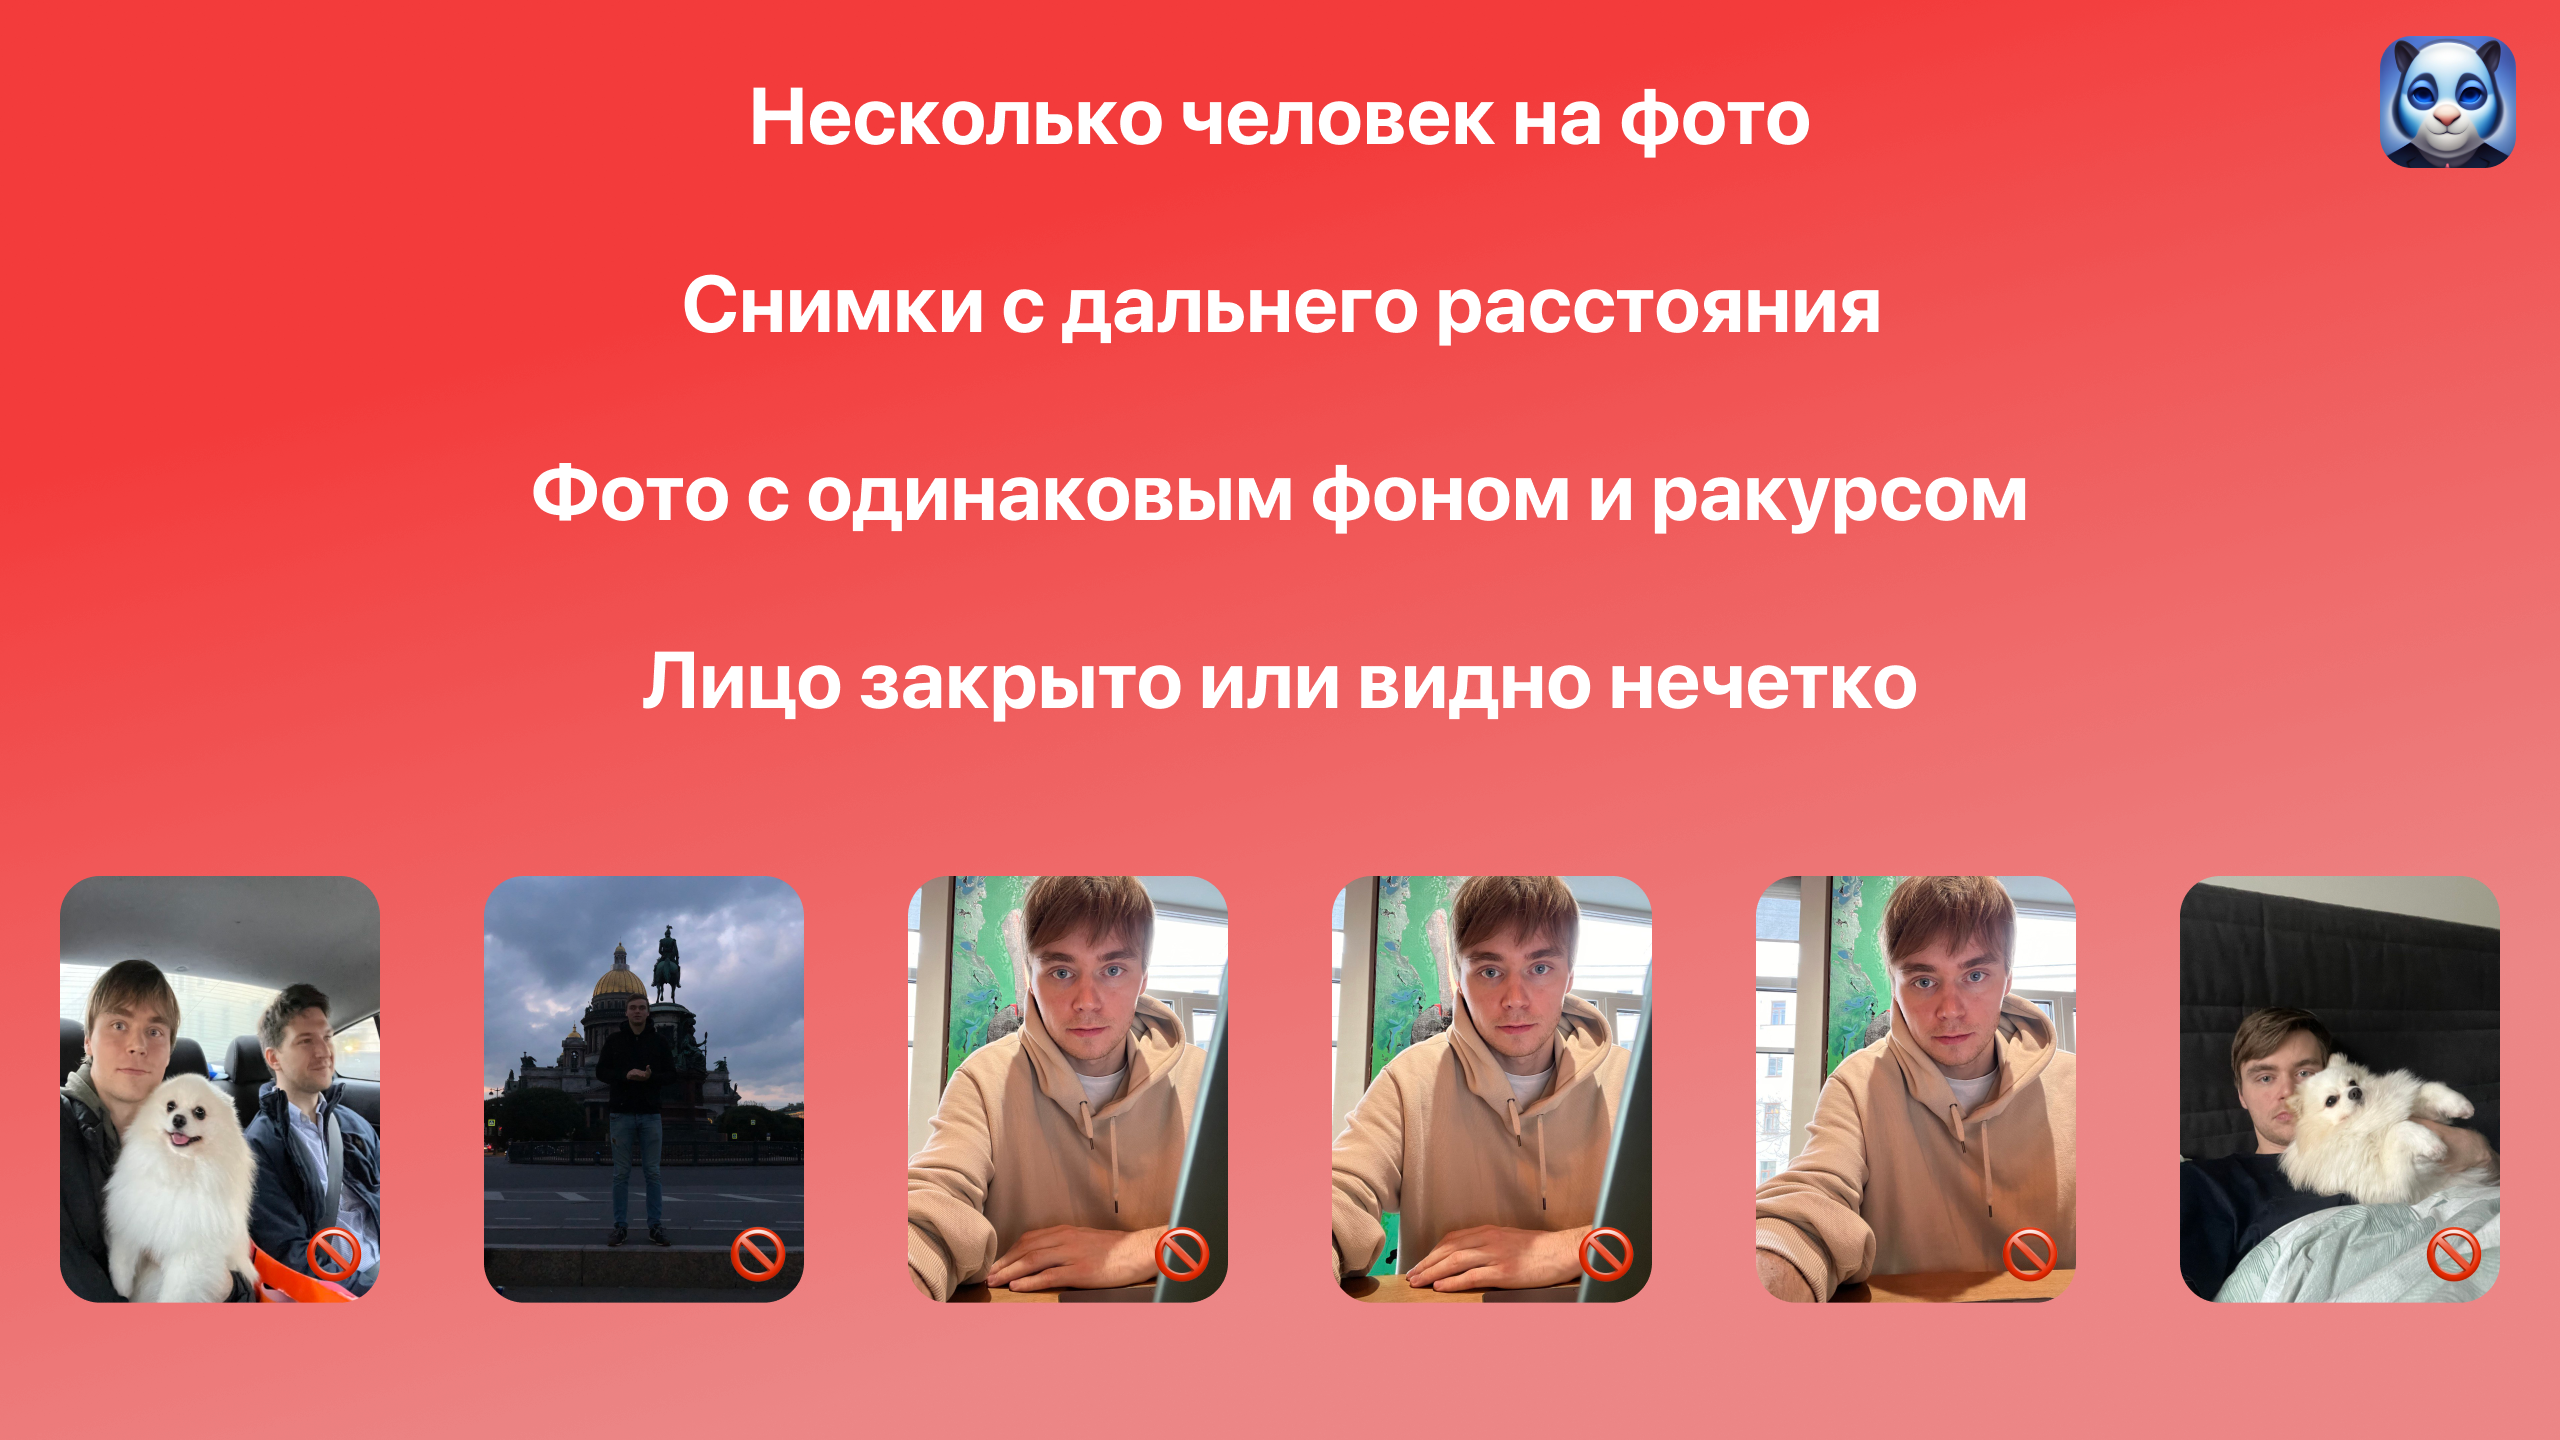 Несколько человек на фото
Снимки с дальнего расстояния
Фото с одинаковым фоном и ракурсом
Лицо закрыто или видно нечетко